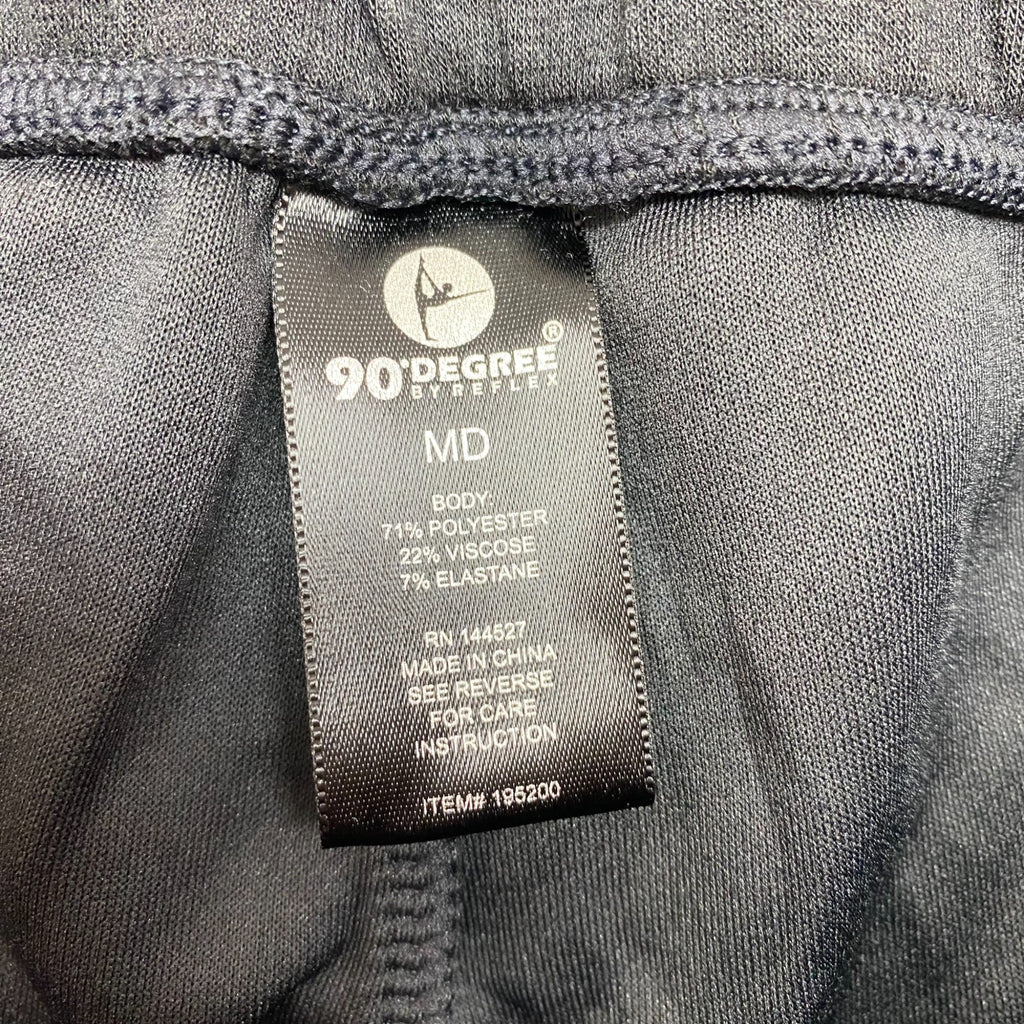 90°DEGREE®
BY REFLEX
MD
BODY:
71% POLYESTER
22% VISCOSE
7% ELASTANE
RN 144527
MADE IN CHINA
SEE REVERSE
FOR CARE
INSTRUCTION
ITEM# 195200